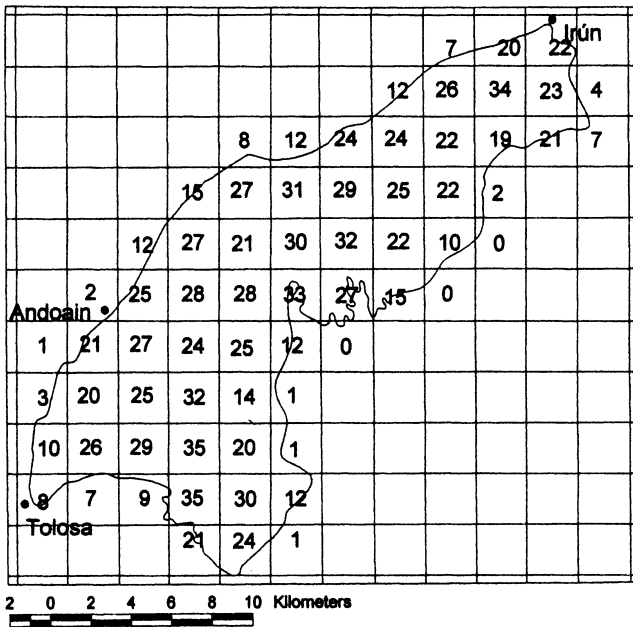 Irún
7 20 22
12 26 34 23 4
8 12 24 24 22 19 21 7
15 27 31 29 25 22 2
12 27 21 30 32 22 10 0
2 25 28 28 33 27 15 0
Andoain
1 21 27 24 25 12 0
3 20 25 32 14 1
10 26 29 35 20 1
8 7 9 35 30 12
Tolosa
21 24 1
2 0 2 4 6 8 10 Kilometers